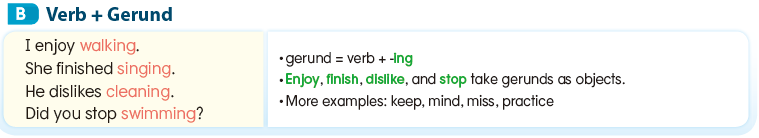 B Verb + Gerund
I enjoy walking.
She finished singing.
He dislikes cleaning.
Did you stop swimming?
• gerund = verb + -ing
• Enjoy, finish, dislike, and stop take gerunds as objects.
• More examples: keep, mind, miss, practice